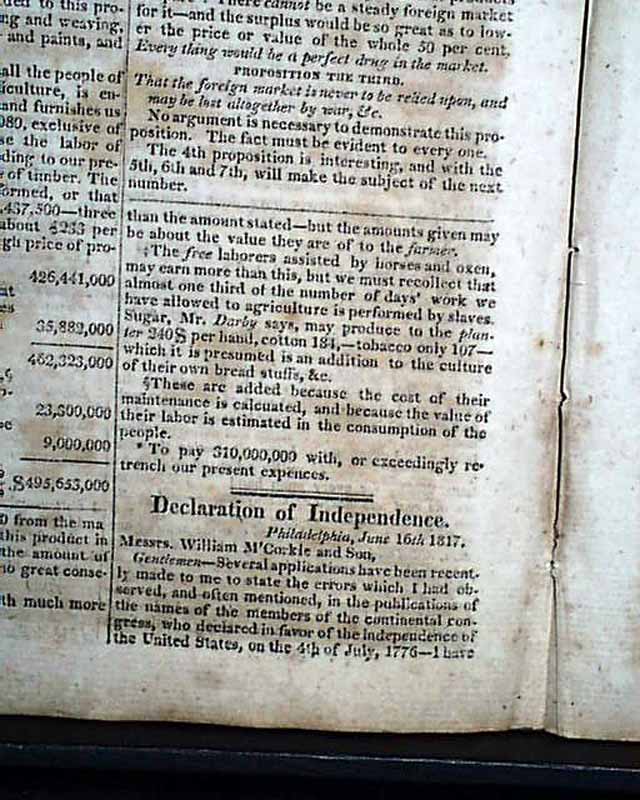 ded to this pro-
ng and weaving,
and paints, and
all the people of
iculture, is en-
and furnishes us
080, exclusive of
se the labor of
ding to our pre-
of timber. The
formed, or that
,437,500—three
about $233 per
gh price of pro-
426,441,000
35,882,000
462,323,000
23,300,000
9,000,000
$495,653,000
from the ma
this product in
the amount of
no great conse-
th much more
There cannot be a steady foreign market
for it—and the surplus would be so great as to low-
er the price or value of the whole 50 per cent.
Every thing would be a perfect drug in the market.
PROPOSITION THE THIRD.
That the foreign market is never to be relied upon, and
may be lost altogether by war, &c.
No argument is necessary to demonstrate this pro-
position. The fact must be evident to every one.
The 4th proposition is interesting, and with the
5th, 6th and 7th, will make the subject of the next
number.
than the amount stated—but the amounts given may
be about the value they are of to the farmer.
‡The free laborers assisted by horses and oxen,
may earn more than this, but we must recollect that
almost one third of the number of days' work we
have allowed to agriculture is performed by slaves.
Sugar, Mr. Darby says, may produce to the plan-
ter 240$ per hand, cotton 184,—tobacco only 107—
which it is presumed is an addition to the culture
of their own bread stuffs, &c.
§These are added because the cost of their
maintenance is calcuated, and because the value of
their labor is estimated in the consumption of the
people.
* To pay $10,000,000 with, or exceedingly re-
trench our present expences.
Declaration of Independence.
Philadelphia, June 16th 1817.
Messrs. William M'Corkle and Son,
Gentlemen—Several applications have been recent-
ly made to me to state the errors which I had ob-
served, and often mentioned, in the publications of
the names of the members of the continental con-
gress, who declared in favor of the Independence of
the United States, on the 4th of July, 1776—I have